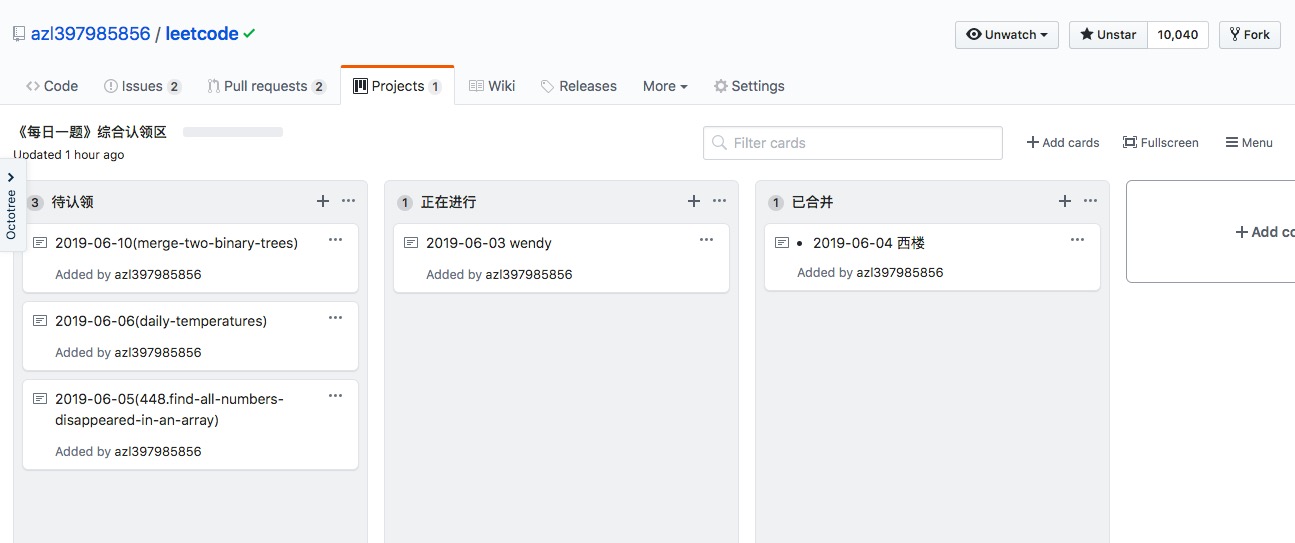 azl397985856 / leetcode
Unwatch
Unstar 10,040
Fork
Code
Issues 2
Pull requests 2
Projects 1
Wiki
Releases
More
Settings
《每日一题》综合认领区
Updated 1 hour ago
Filter cards
+ Add cards
Fullscreen
Menu
Octotree
3 待认领
2019-06-10(merge-two-binary-trees)
Added by azl397985856
2019-06-06(daily-temperatures)
Added by azl397985856
2019-06-05(448.find-all-numbers-
disappeared-in-an-array)
Added by azl397985856
1 正在进行
2019-06-03 wendy
Added by azl397985856
1 已合并
• 2019-06-04 西楼
Added by azl397985856
+ Add co